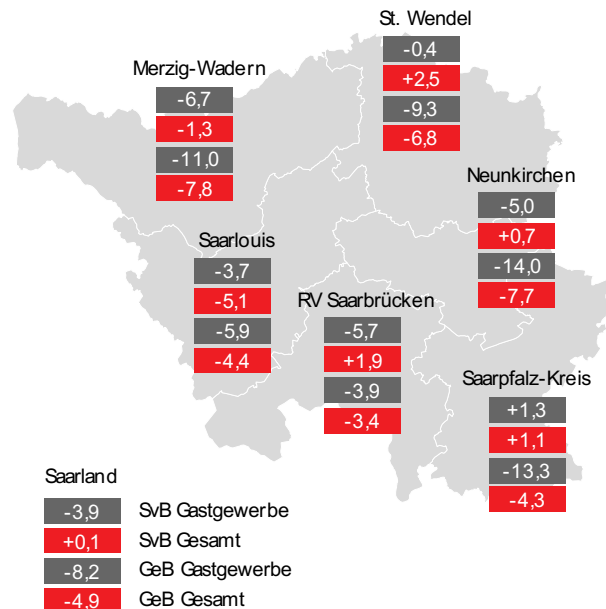 St. Wendel
-0,4
+2,5
-9,3
-6,8
Merzig-Wadern
-6,7
-1,3
-11,0
-7,8
Neunkirchen
-5,0
+0,7
-14,0
-7,7
Saarlouis
-3,7
-5,1
-5,9
-4,4
RV Saarbrücken
-5,7
+1,9
-3,9
-3,4
Saarpfalz-Kreis
+1,3
+1,1
-13,3
-4,3
Saarland
-3,9 SvB Gastgewerbe
+0,1 SvB Gesamt
-8,2 GeB Gastgewerbe
-4,9 GeB Gesamt